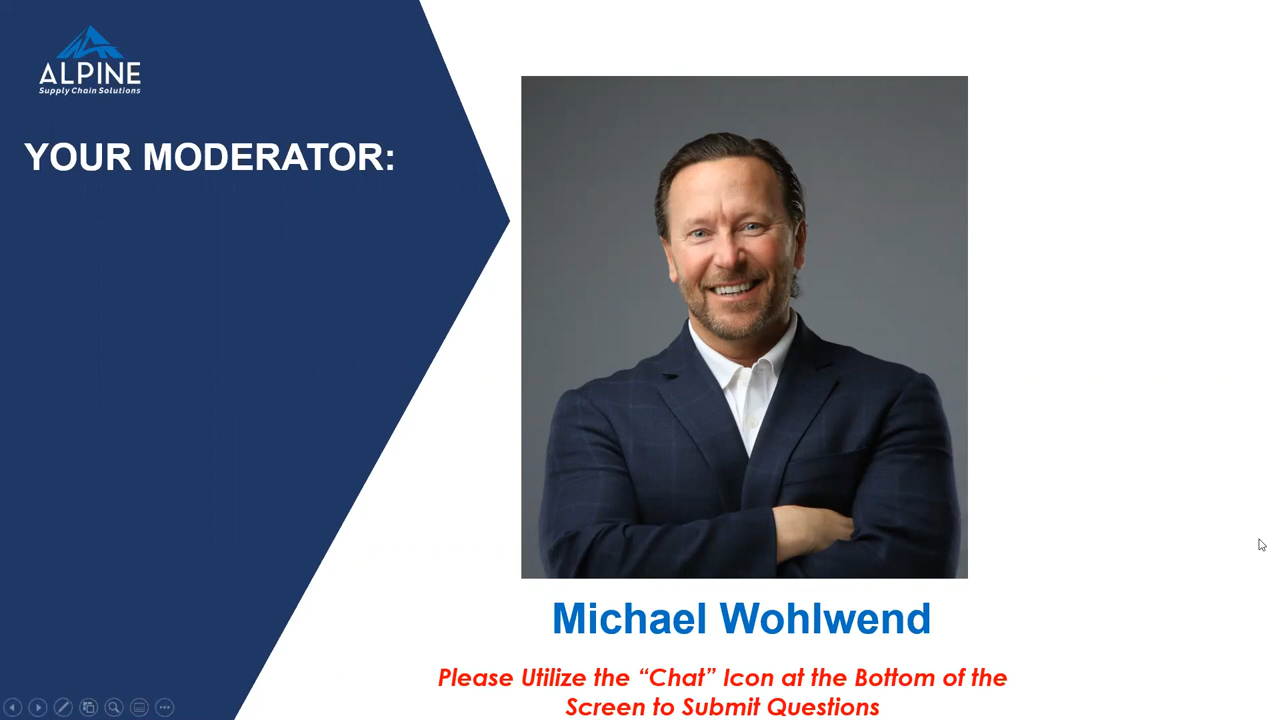 ALPINE
Supply Chain Solutions
YOUR MODERATOR:
Michael Wohlwend
Please Utilize the “Chat” Icon at the Bottom of the
Screen to Submit Questions